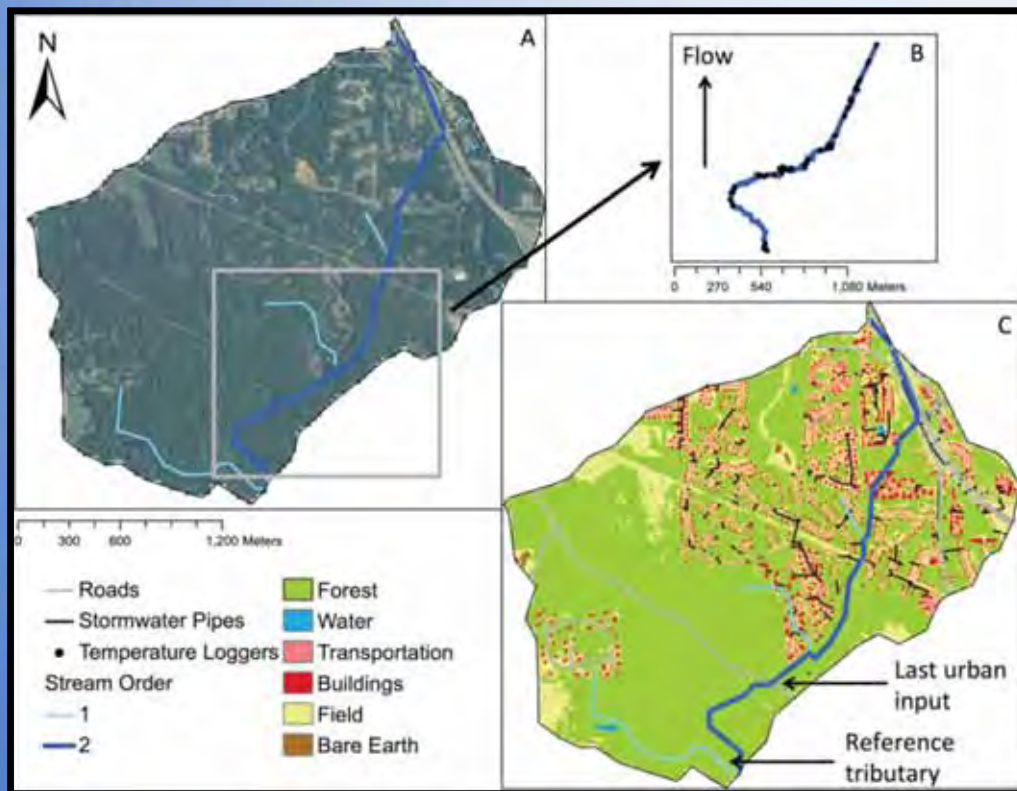 N
A
B
Flow
0 270 540 1,080 Meters
C
Last urban
input
Reference
tributary
0 300 600 1,200 Meters
Roads
Stormwater Pipes
Temperature Loggers
Stream Order
1
2
Forest
Water
Transportation
Buildings
Field
Bare Earth